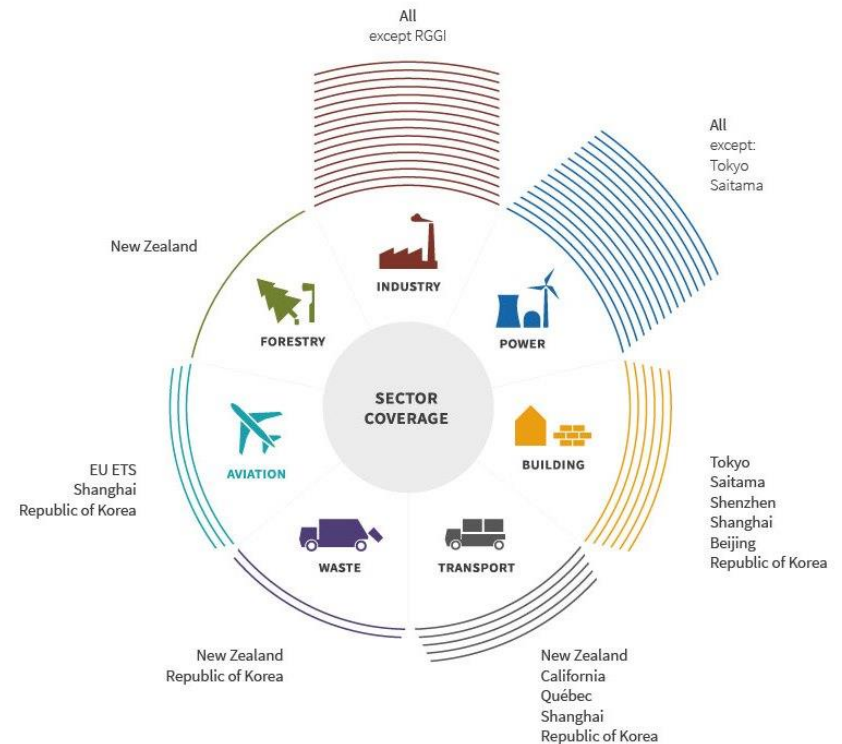 All
except RGGI
All
except:
Tokyo
Saitama
New Zealand
INDUSTRY
FORESTRY
POWER
SECTOR
COVERAGE
AVIATION
BUILDING
EU ETS
Shanghai
Republic of Korea
Tokyo
Saitama
Shenzhen
Shanghai
Beijing
Republic of Korea
WASTE
TRANSPORT
New Zealand
Republic of Korea
New Zealand
California
Québec
Shanghai
Republic of Korea